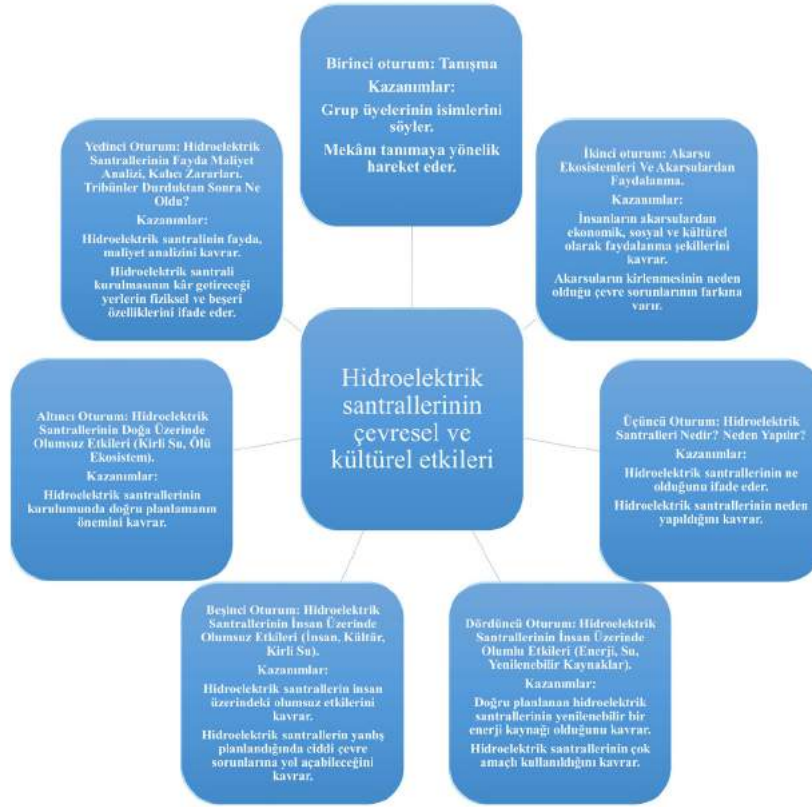 Birinci oturum: Tanışma
Kazanımlar:
Grup üyelerinin isimlerini
söyler.
Mekânı tanımaya yönelik
hareket eder.
İkinci oturum: Akarsu
Ekosistemleri Ve Akarsulardan
Faydalanma.
Kazanımlar:
İnsanların akarsulardan
ekonomik, sosyal ve kültürel
olarak faydalanma şekillerini
kavrar.
Akarsuların kirlenmesinin neden
olduğu çevre sorunlarının farkına
varır.
Üçüncü Oturum: Hidroelektrik
Santralleri Nedir? Neden Yapılır?
Kazanımlar:
Hidroelektrik santrallerinin ne
olduğunu ifade eder.
Hidroelektrik santrallerinin neden
yapıldığını kavrar.
Dördüncü Oturum: Hidroelektrik
Santrallerinin İnsan Üzerinde
Olumlu Etkileri (Enerji, Su,
Yenilenebilir Kaynaklar).
Kazanımlar:
Doğru planlanan hidroelektrik
santrallerinin yenilenebilir bir
enerji kaynağı olduğunu kavrar.
Hidroelektrik santrallerinin çok
amaçlı kullanıldığını kavrar.
Beşinci Oturum: Hidroelektrik
Santrallerinin İnsan Üzerinde
Olumsuz Etkileri (İnsan, Kültür,
Kirli Su).
Kazanımlar:
Hidroelektrik santrallerin insan
üzerindeki olumsuz etkilerini
kavrar.
Hidroelektrik santrallerin yanlış
planlandığında ciddi çevre
sorunlarına yol açabileceğini
kavrar.
Altıncı Oturum: Hidroelektrik
Santrallerinin Doğa Üzerinde
Olumsuz Etkileri (Kirli Su, Ölü
Ekosistem).
Kazanımlar:
Hidroelektrik santrallerinin
kurulumunda doğru planlamanın
önemini kavrar.
Yedinci Oturum: Hidroelektrik
Santrallerinin Fayda Maliyet
Analizi, Kalıcı Zararları.
Tribünler Durduktan Sonra Ne
Oldu?
Kazanımlar:
Hidroelektrik santralinin fayda,
maliyet analizini kavrar.
Hidroelektrik santrali
kurulmasının kâr getireceği
yerlerin fiziksel ve beşeri
özelliklerini ifade eder.
Hidroelektrik
santrallerinin
çevresel ve
kültürel etkileri